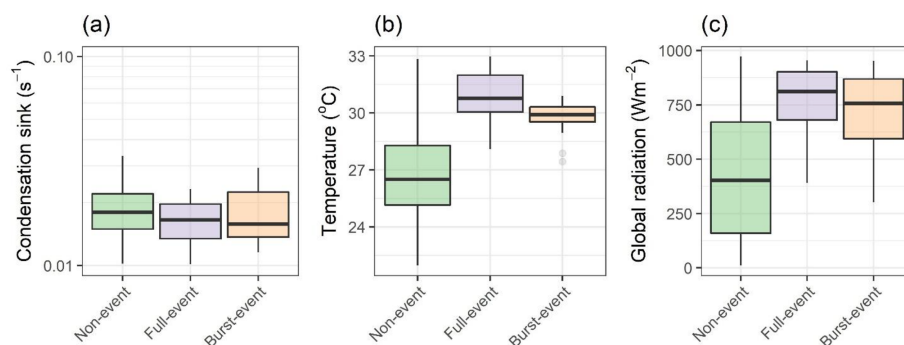 (a)
Condensation sink (s⁻¹)
0.10
0.01
Non-event
Full-event
Burst-event
(b)
Temperature (°C)
33
30
27
24
Non-event
Full-event
Burst-event
(c)
Global radiation (Wm⁻²)
1000
750
500
250
0
Non-event
Full-event
Burst-event